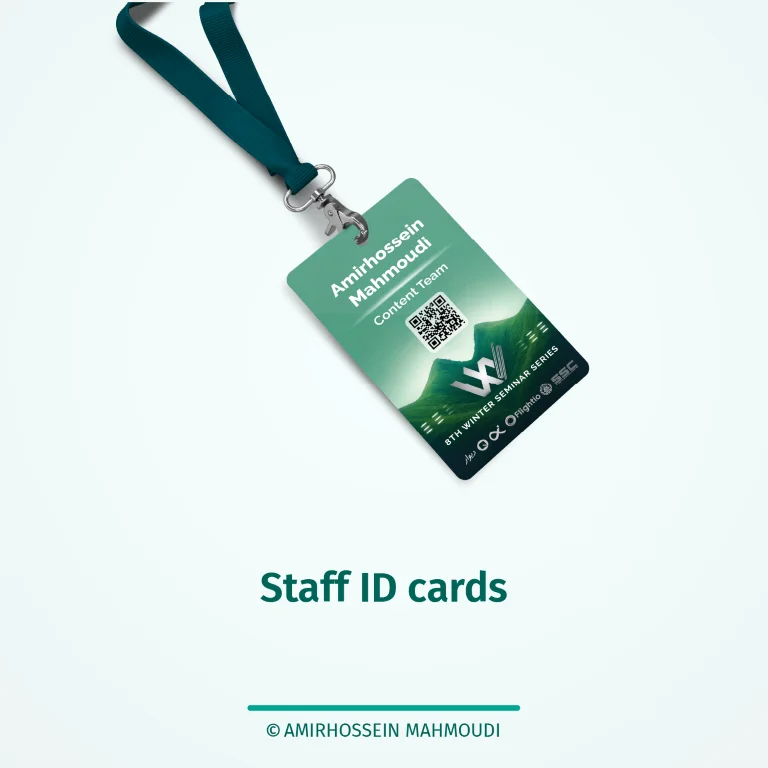 Amirhossein
Mahmoudi
Content Team
8TH WINTER SEMINAR SERIES
Flightio
SSC
Staff ID cards
© AMIRHOSSEIN MAHMOUDI